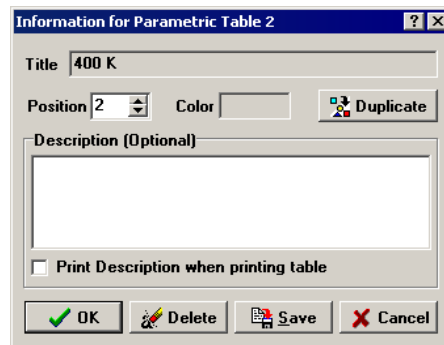 Information for Parametric Table 2
Title 400 K
Position 2 Color Duplicate
Description (Optional)
Print Description when printing table
OK Delete Save Cancel